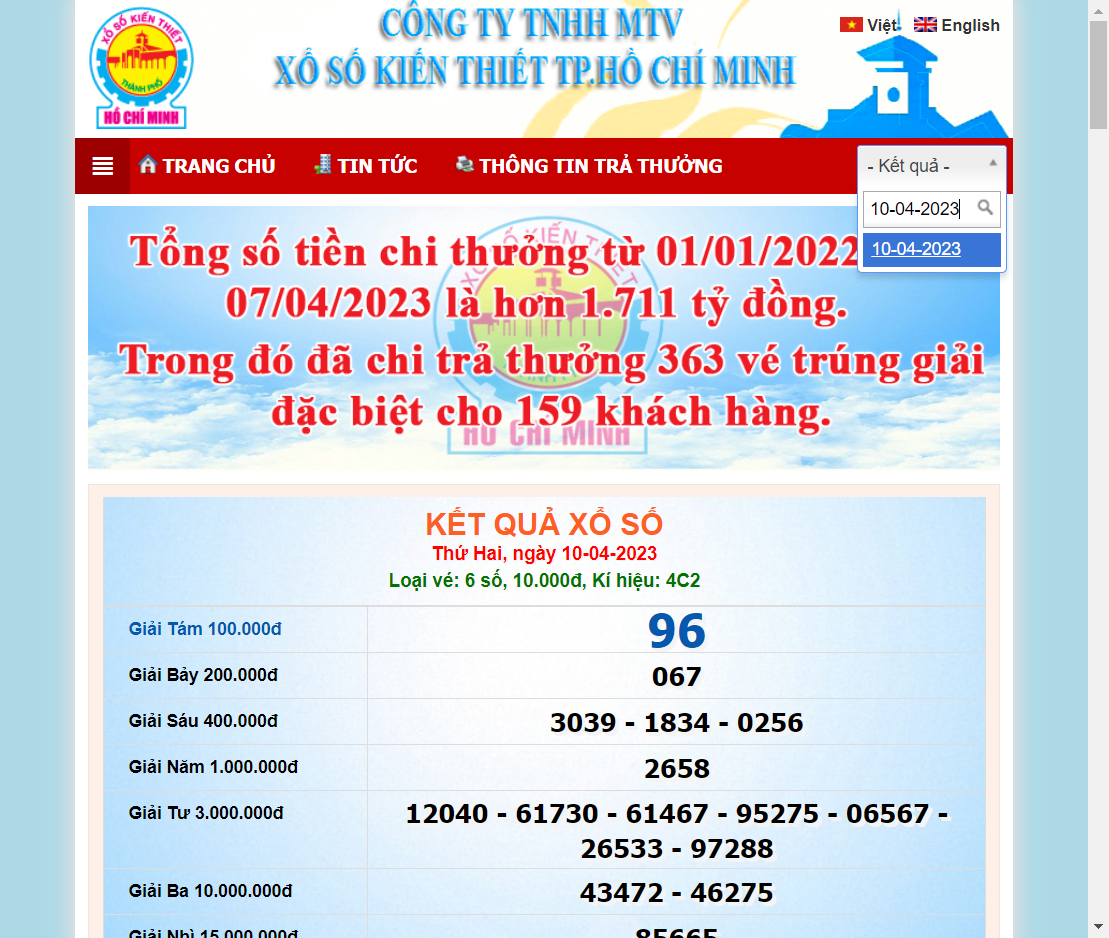 XỔ SỐ KIẾN THIẾT
THÀNH PHỐ
HỒ CHÍ MINH
CÔNG TY TNHH MTV
XỔ SỐ KIẾN THIẾT TP.HỒ CHÍ MINH
Việt
English
TRANG CHỦ
TIN TỨC
THÔNG TIN TRẢ THƯỞNG
- Kết quả -
10-04-2023
10-04-2023
Tổng số tiền chi thưởng từ 01/01/2022
07/04/2023 là hơn 1.711 tỷ đồng.
Trong đó đã chi trả thưởng 363 vé trúng giải
đặc biệt cho 159 khách hàng.
XỔ SỐ KIẾN THIẾT
HỒ CHÍ MINH
KẾT QUẢ XỔ SỐ
Thứ Hai, ngày 10-04-2023
Loại vé: 6 số, 10.000đ, Kí hiệu: 4C2
Giải Tám 100.000đ
96
Giải Bảy 200.000đ
067
Giải Sáu 400.000đ
3039 - 1834 - 0256
Giải Năm 1.000.000đ
2658
Giải Tư 3.000.000đ
12040 - 61730 - 61467 - 95275 - 06567 -
26533 - 97288
Giải Ba 10.000.000đ
43472 - 46275
Giải Nhì 15.000.000đ
85665